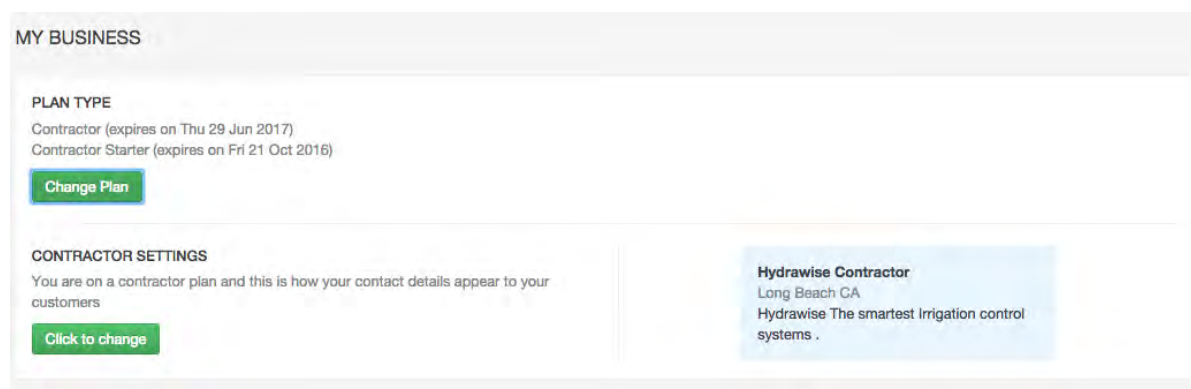 MY BUSINESS
PLAN TYPE
Contractor (expires on Thu 29 Jun 2017)
Contractor Starter (expires on Fri 21 Oct 2016)
Change Plan
CONTRACTOR SETTINGS
You are on a contractor plan and this is how your contact details appear to your
customers
Click to change
Hydrawise Contractor
Long Beach CA
Hydrawise The smartest Irrigation control
systems .